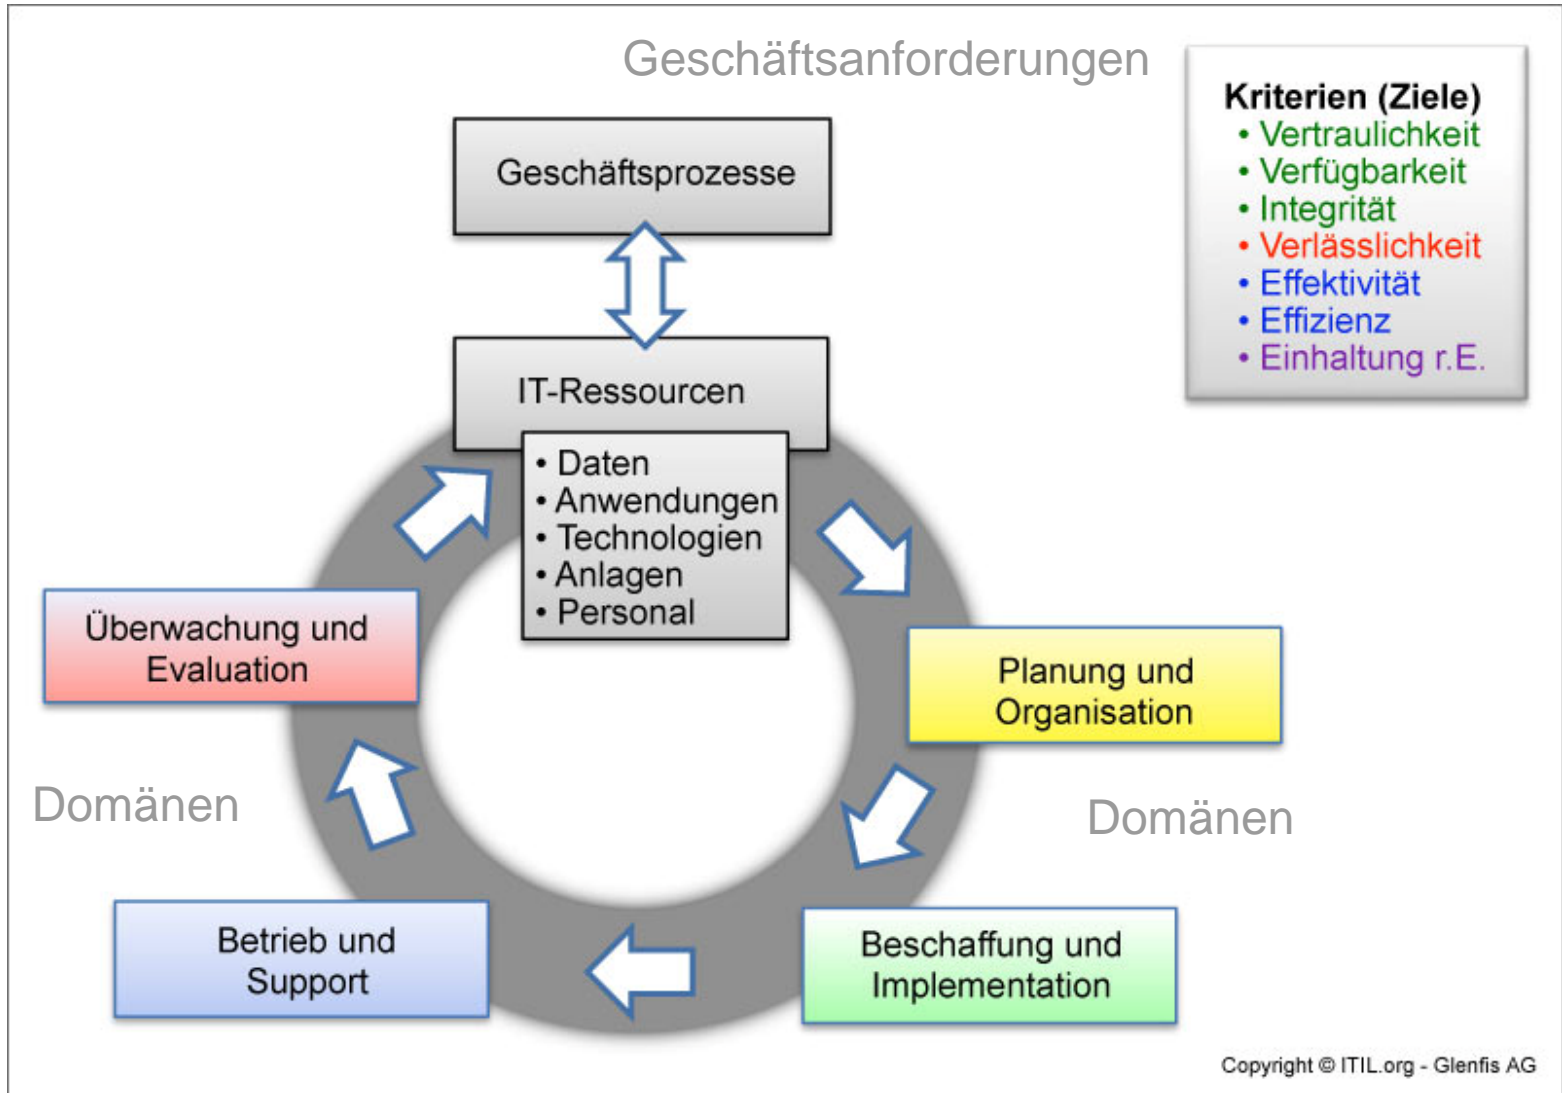 Geschäftsanforderungen
Kriterien (Ziele)
• Vertraulichkeit
• Verfügbarkeit
• Integrität
• Verlässlichkeit
• Effektivität
• Effizienz
• Einhaltung r.E.
Geschäftsprozesse
IT-Ressourcen
• Daten
• Anwendungen
• Technologien
• Anlagen
• Personal
Überwachung und
Evaluation
Planung und
Organisation
Domänen
Domänen
Betrieb und
Support
Beschaffung und
Implementation
Copyright © ITIL.org - Glenfis AG